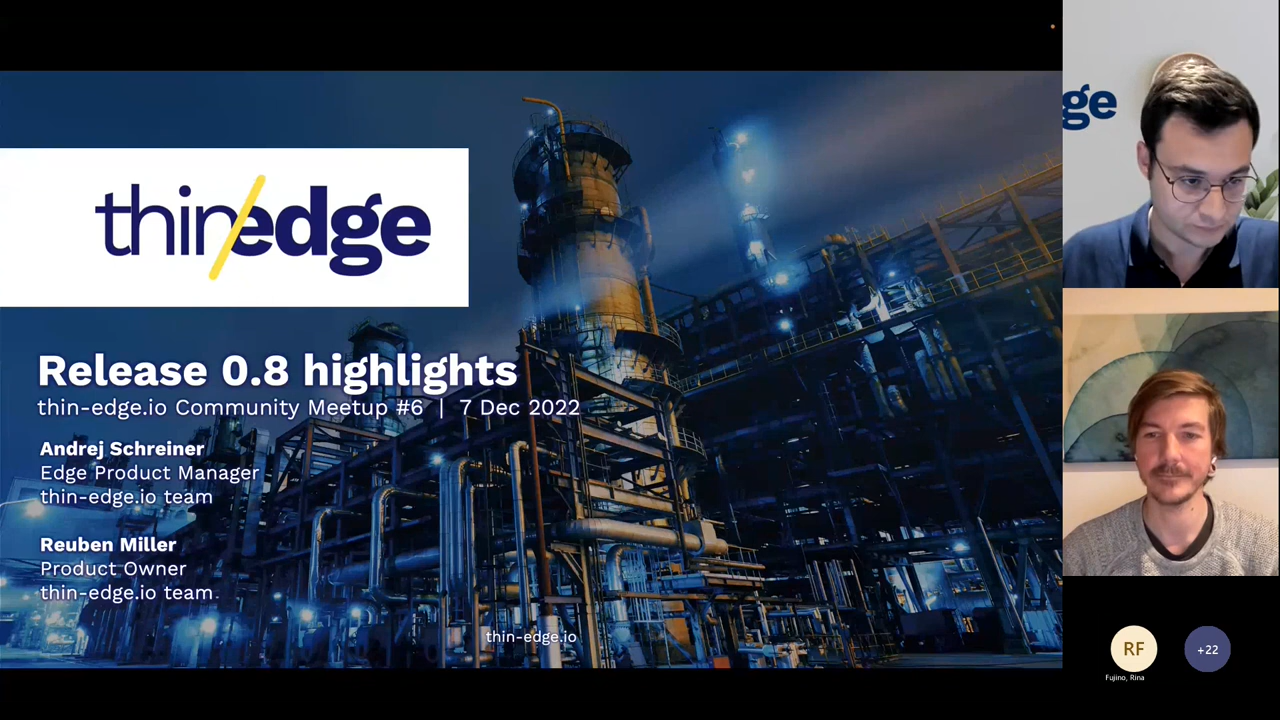 thinedge
Release 0.8 highlights
thin-edge.io Community Meetup #6 | 7 Dec 2022
Andrej Schreiner
Edge Product Manager
thin-edge.io team
Reuben Miller
Product Owner
thin-edge.io team
thin-edge.io
ge
RF
Fujino, Rina
+22